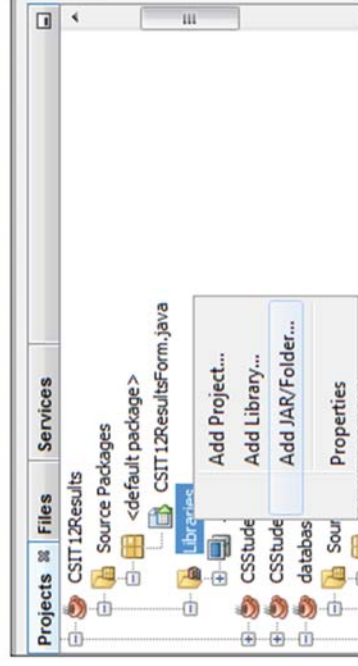 Projects Files Services
CSIT12Results
Source Packages
<default package>
CSIT12ResultsForm.java
Libraries
Add Project...
Add Library...
Add JAR/Folder...
Properties
CSStude
CSStude
databas
Sour